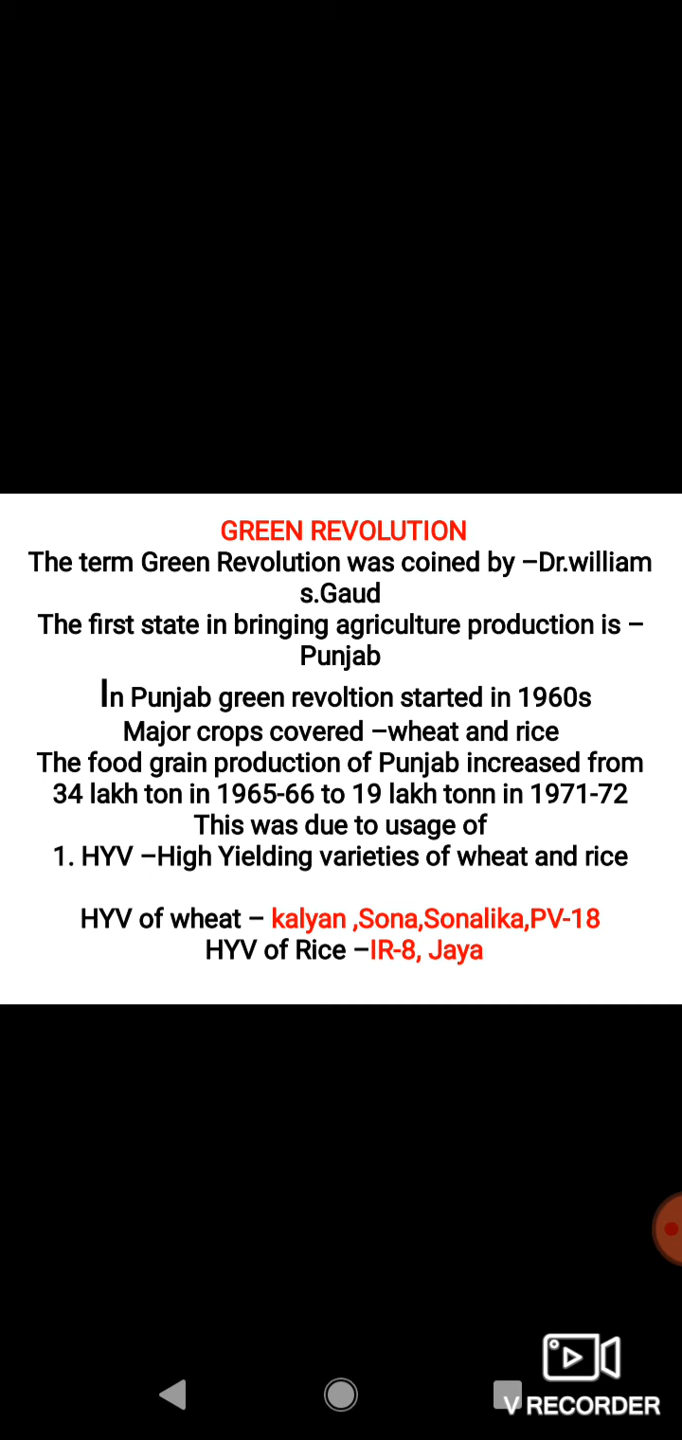 GREEN REVOLUTION
The term Green Revolution was coined by –Dr.william
s.Gaud
The first state in bringing agriculture production is –
Punjab
In Punjab green revoltion started in 1960s
Major crops covered –wheat and rice
The food grain production of Punjab increased from
34 lakh ton in 1965-66 to 19 lakh tonn in 1971-72
This was due to usage of
1. HYV –High Yielding varieties of wheat and rice
HYV of wheat – kalyan ,Sona,Sonalika,PV-18
HYV of Rice –IR-8, Jaya
V RECORDER